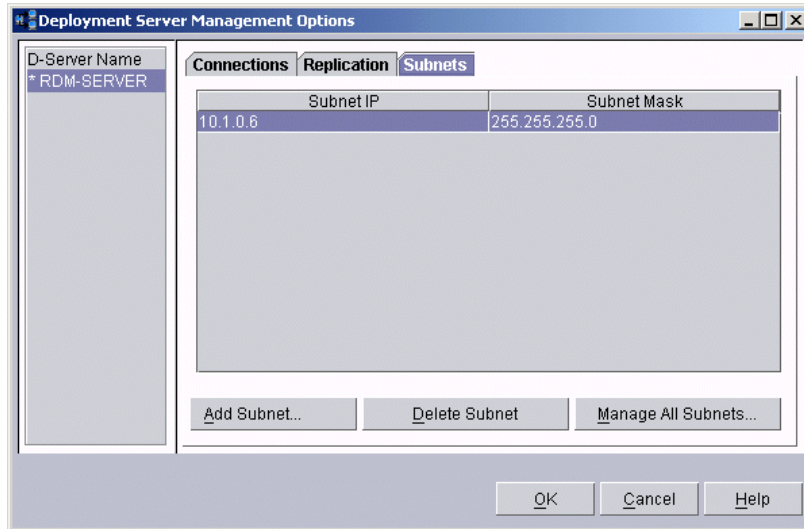 Deployment Server Management Options
D-Server Name
* RDM-SERVER
Connections Replication Subnets
Subnet IP Subnet Mask
10.1.0.6 255.255.255.0
Add Subnet... Delete Subnet Manage All Subnets...
OK Cancel Help